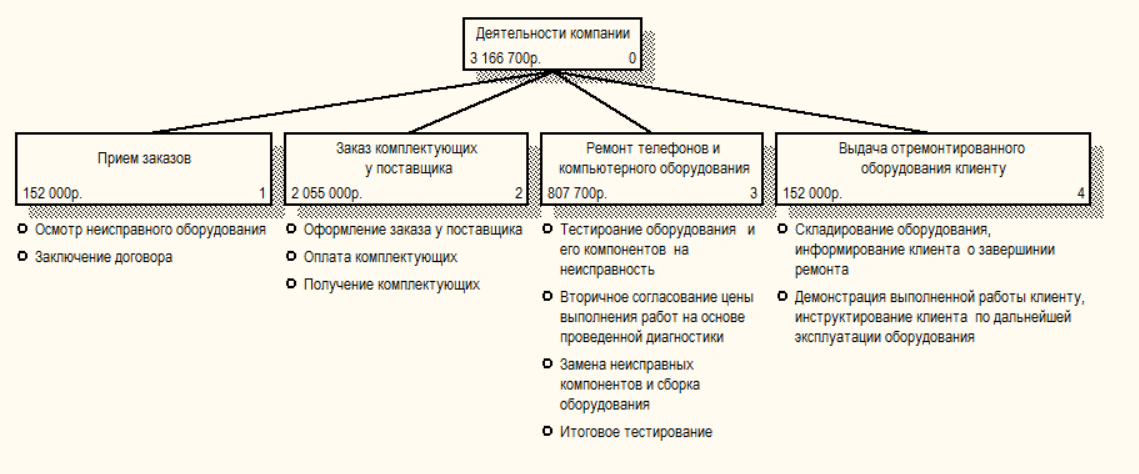 Деятельности компании
3 166 700р. 0
Прием заказов
152 000р. 1
Осмотр неисправного оборудования
Заключение договора
Заказ комплектующих
у поставщика
2 055 000р. 2
Оформление заказа у поставщика
Оплата комплектующих
Получение комплектующих
Ремонт телефонов и
компьютерного оборудования
807 700р. 3
Тестироание оборудования и
его компонентов на
неисправность
Вторичное согласование цены
выполнения работ на основе
проведенной диагностики
Замена неисправных
компонентов и сборка
оборудования
Итоговое тестирование
Выдача отремонтированного
оборудования клиенту
152 000р. 4
Складирование оборудования,
информирование клиента о завершинии
ремонта
Демонстрация выполненной работы клиенту,
инструктирование клиента по дальнейшей
эксплуатации оборудования